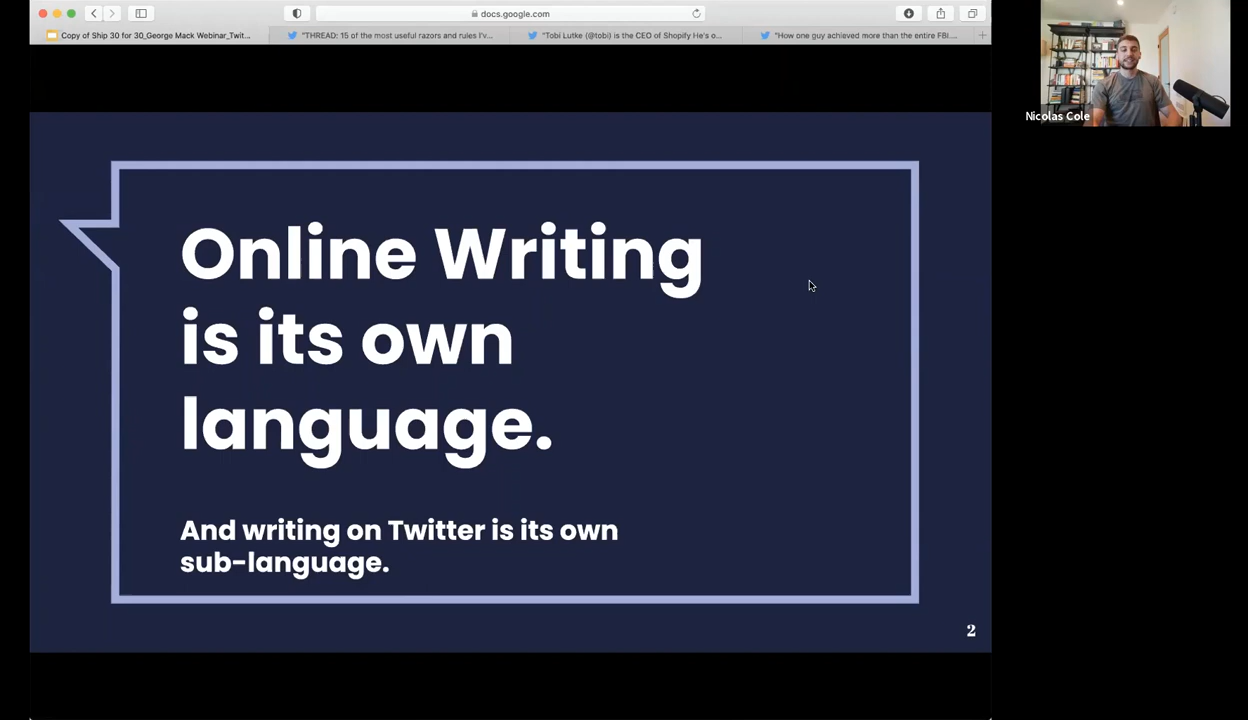 docs.google.com
Copy of Ship 30 for 30_George Mack Webinar_Twit...
"THREAD: 15 of the most useful razors and rules I'v...
"Tobi Lutke (@tobi) is the CEO of Shopify He's o...
"How one guy achieved more than the entire FBI....
Nicolas Cole
Online Writing
is its own
language.
And writing on Twitter is its own
sub-language.
2